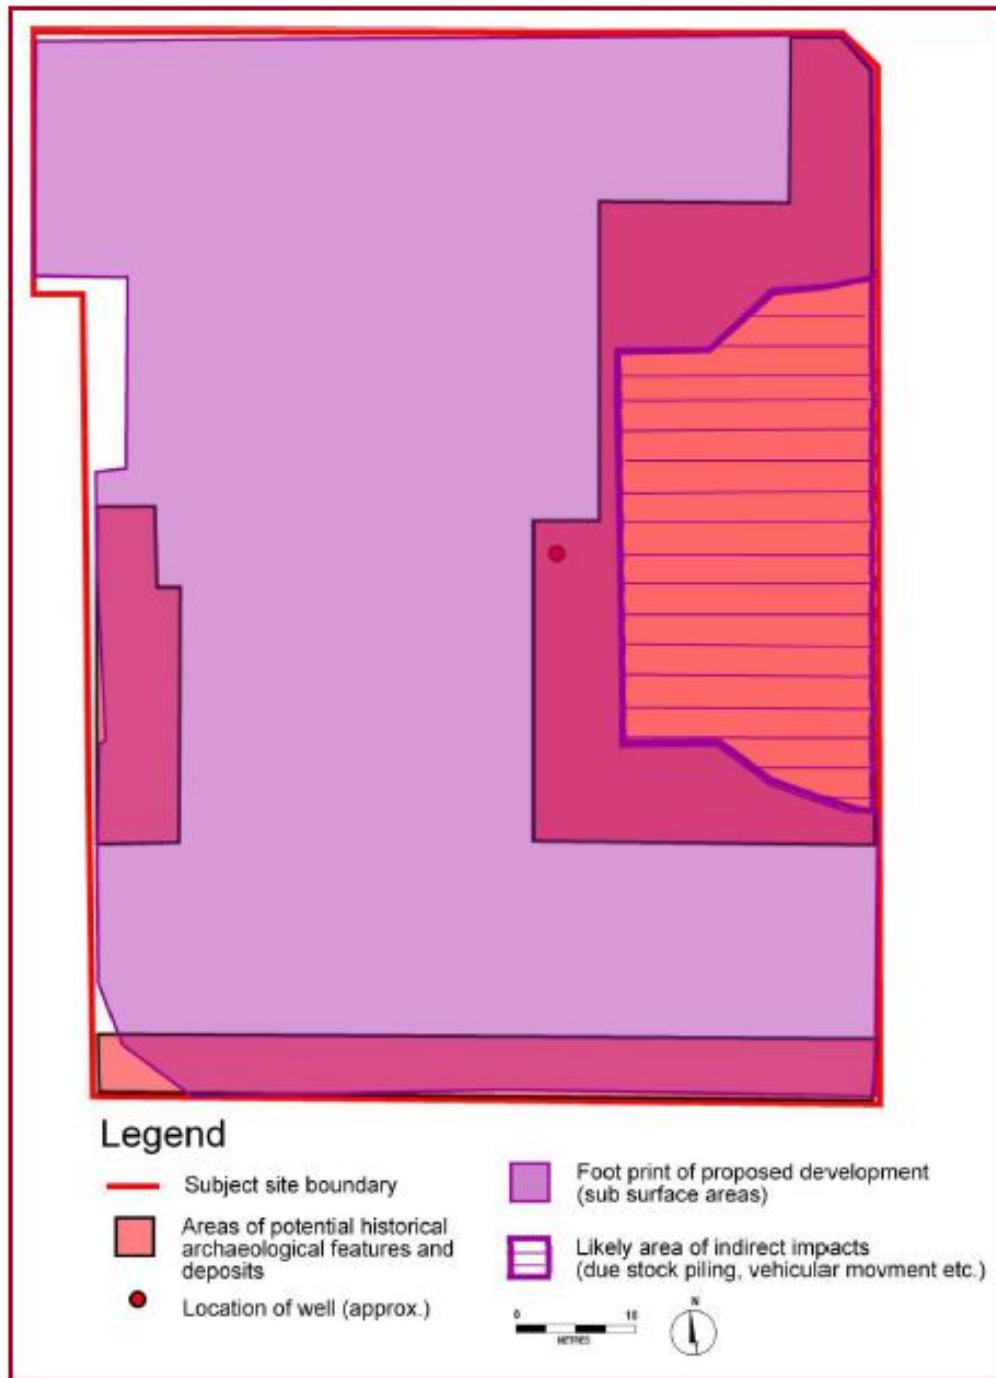 Legend
Subject site boundary
Areas of potential historical
archaeological features and
deposits
Location of well (approx.)
Foot print of proposed development
(sub surface areas)
Likely area of indirect impacts
(due stock piling, vehicular movment etc.)
0 10
METRES
N